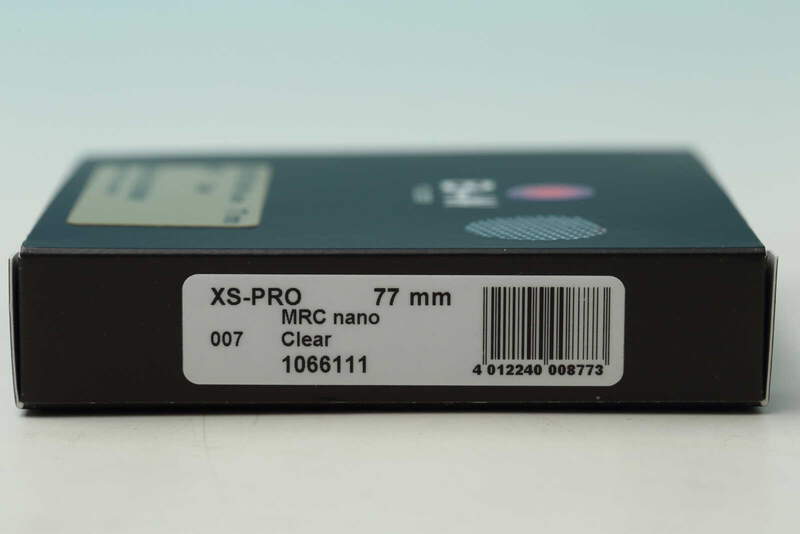 B+W
XS-PRO 77 mm
MRC nano
007 Clear
1066111
4 012240 008773